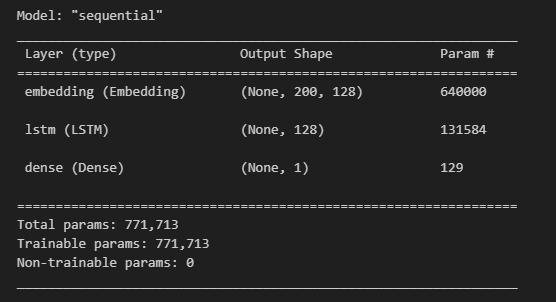 Model: "sequential"
_________________________________________________________________
Layer (type) Output Shape Param #
=================================================================
embedding (Embedding) (None, 200, 128) 640000
lstm (LSTM) (None, 128) 131584
dense (Dense) (None, 1) 129
=================================================================
Total params: 771,713
Trainable params: 771,713
Non-trainable params: 0
_________________________________________________________________